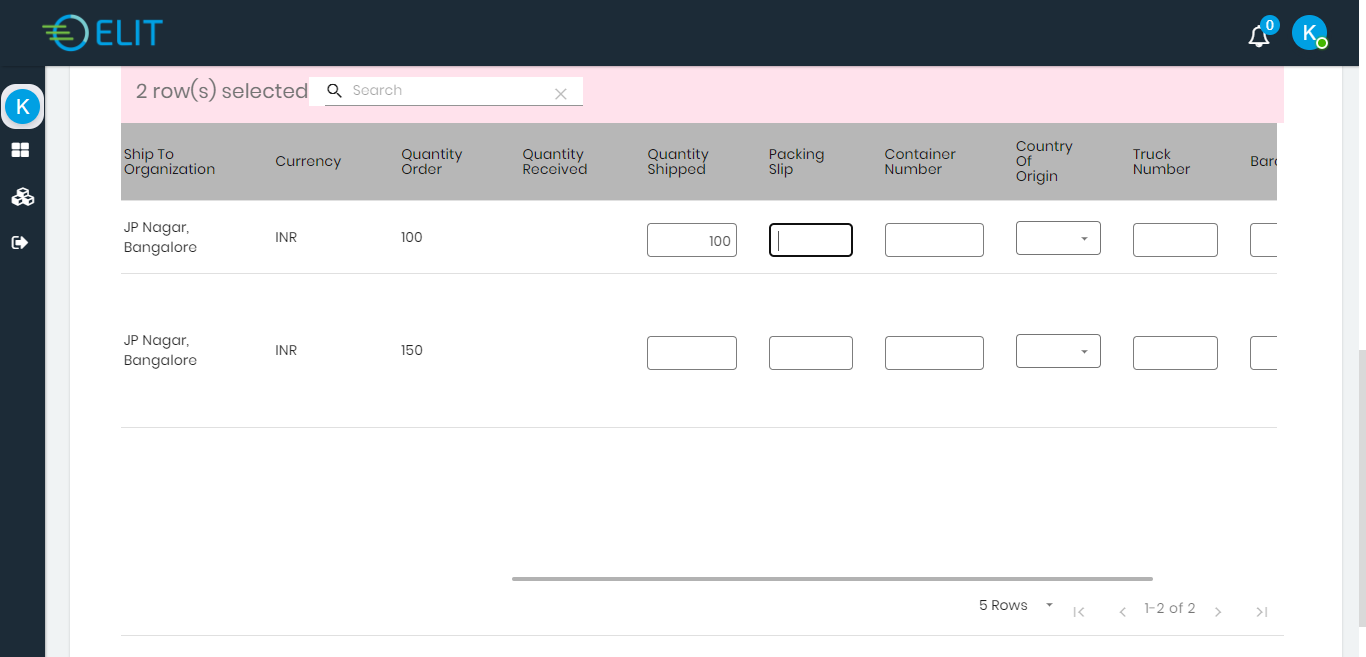 ELIT
0
K
K
2 row(s) selected
Search
Ship To
Organization
Currency
Quantity
Order
Quantity
Received
Quantity
Shipped
Packing
Slip
Container
Number
Country
Of
Origin
Truck
Number
Barc
JP Nagar,
Bangalore
INR
100
100
JP Nagar,
Bangalore
INR
150
5 Rows
1-2 of 2